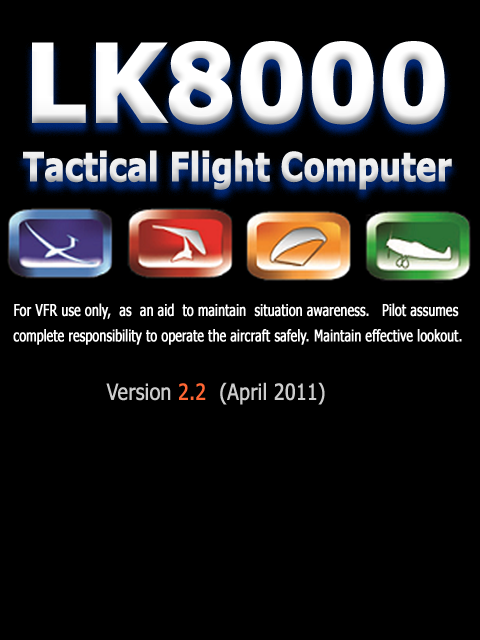 LK8000
Tactical Flight Computer
For VFR use only, as an aid to maintain situation awareness. Pilot assumes
complete responsibility to operate the aircraft safely. Maintain effective lookout.
Version 2.2 (April 2011)